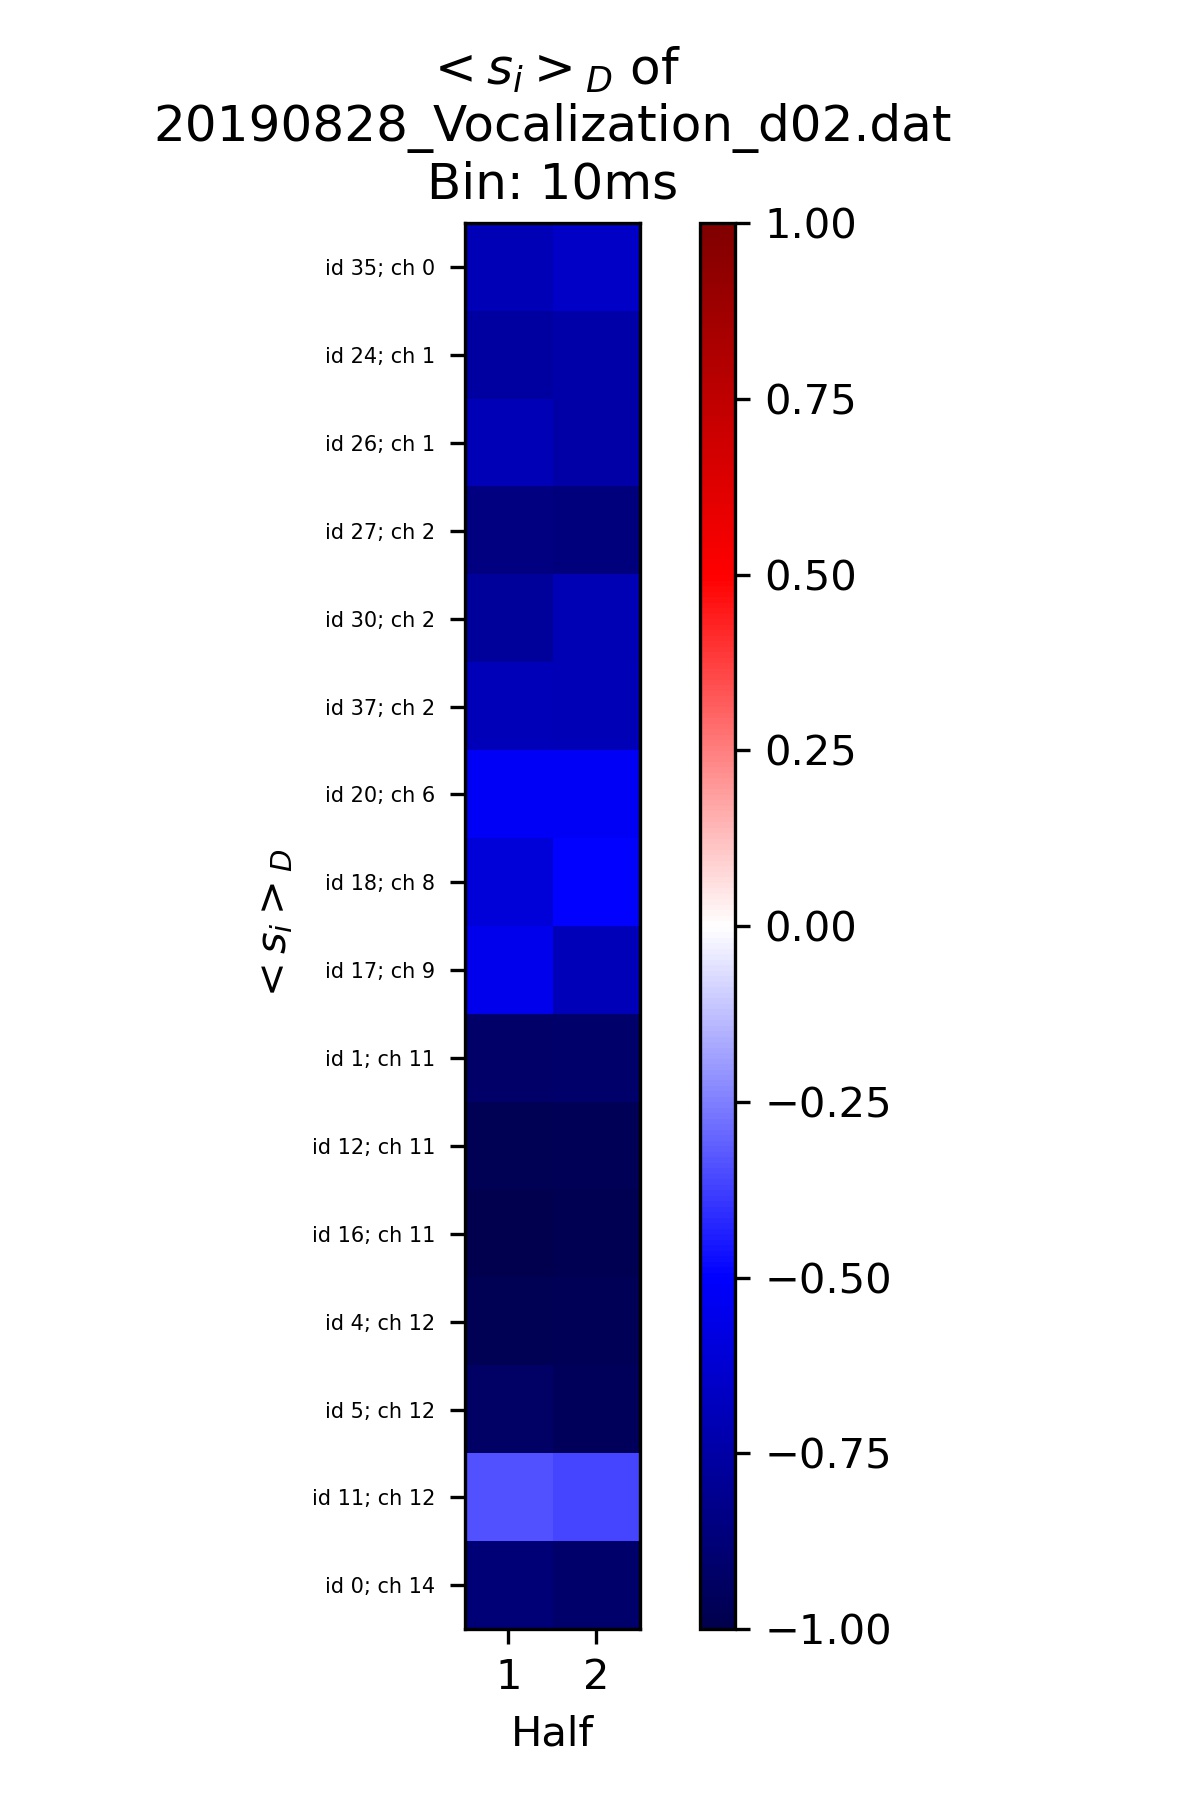 < s_i >_D of
20190828_Vocalization_d02.dat
Bin: 10ms
< s_i >_D
id 35; ch 0
id 24; ch 1
id 26; ch 1
id 27; ch 2
id 30; ch 2
id 37; ch 2
id 20; ch 6
id 18; ch 8
id 17; ch 9
id 1; ch 11
id 12; ch 11
id 16; ch 11
id 4; ch 12
id 5; ch 12
id 11; ch 12
id 0; ch 14
1 2
Half
1.00
0.75
0.50
0.25
0.00
−0.25
−0.50
−0.75
−1.00